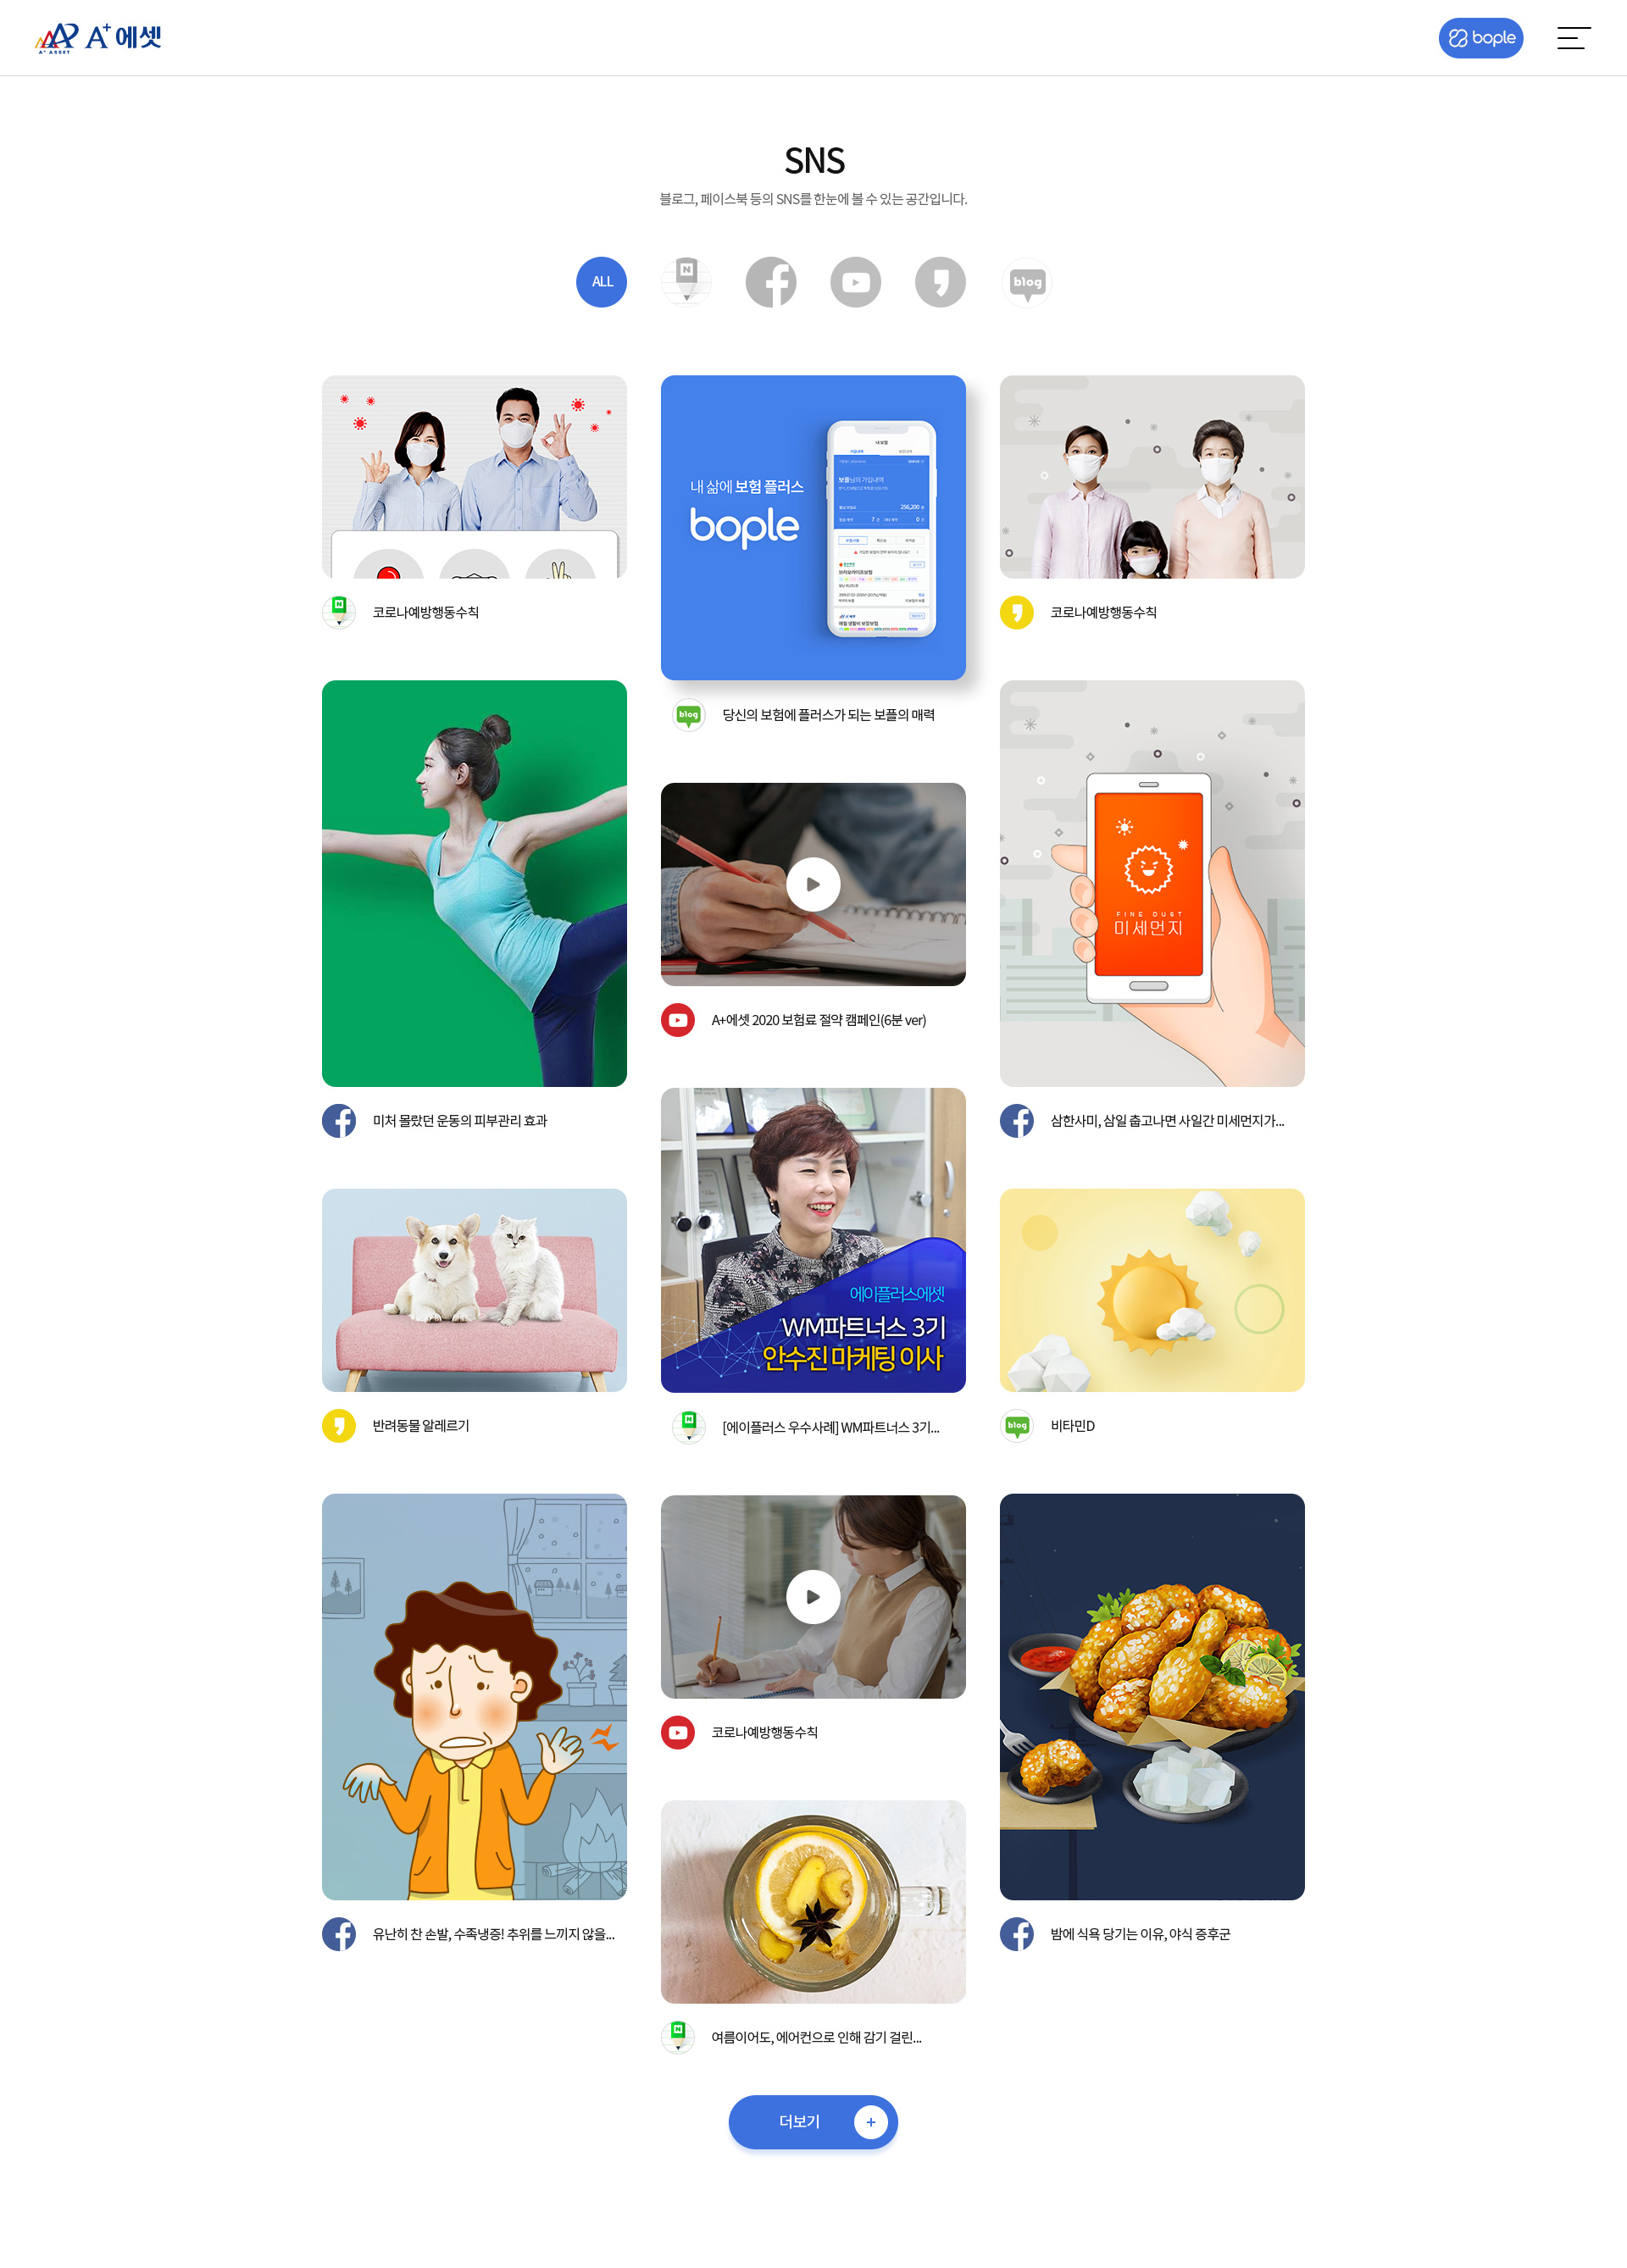 A+ ASSET A+에셋
bople
SNS
블로그, 페이스북 등의 SNS를 한눈에 볼 수 있는 공간입니다.
ALL
N
blog
내 삶에 보험 플러스
bople
내 보험
256,200
코로나예방행동수칙
코로나예방행동수칙
blog
당신의 보험에 플러스가 되는 보플의 매력
FINE DUST
미세먼지
A+에셋 2020 보험료 절약 캠페인(6분 ver)
미처 몰랐던 운동의 피부관리 효과
삼한사미, 삼일 춥고나면 사일간 미세먼지가...
에이플러스에셋
WM파트너스 3기
안수진 마케팅 이사
반려동물 알레르기
[에이플러스 우수사례] WM파트너스 3기...
blog
비타민D
코로나예방행동수칙
유난히 찬 손발, 수족냉증! 추위를 느끼지 않을...
밤에 식욕 당기는 이유, 야식 증후군
여름이어도, 에어컨으로 인해 감기 걸린...
더보기 +